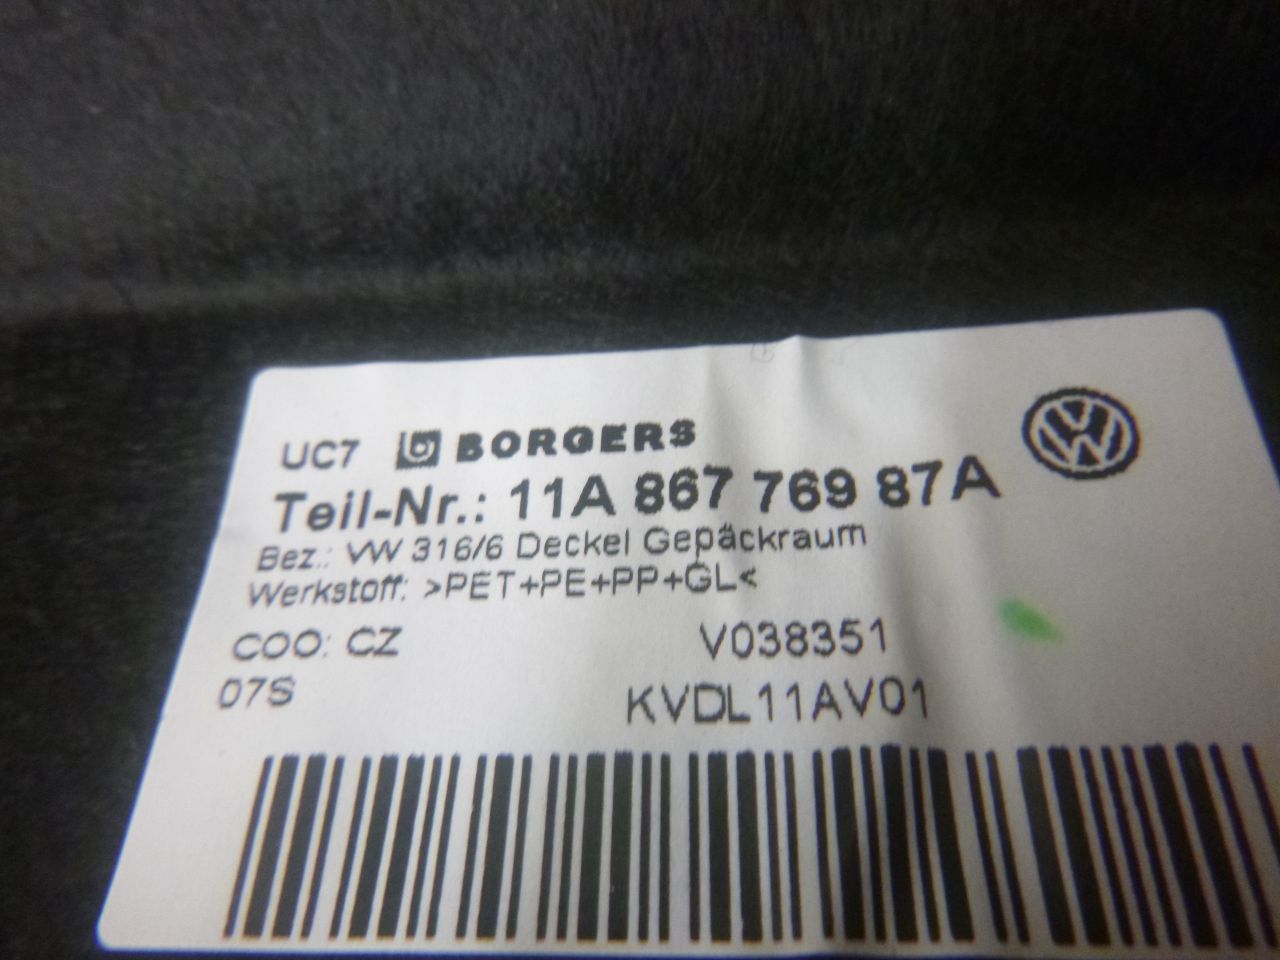 UC7 BORGERS
Teil-Nr.: 11A 867 769 87A
Bez.: VW 316/6 Deckel Gepäckraum
Werkstoff: >PET+PE+PP+GL<
COO: CZ V038351
07S KVDL11AV01